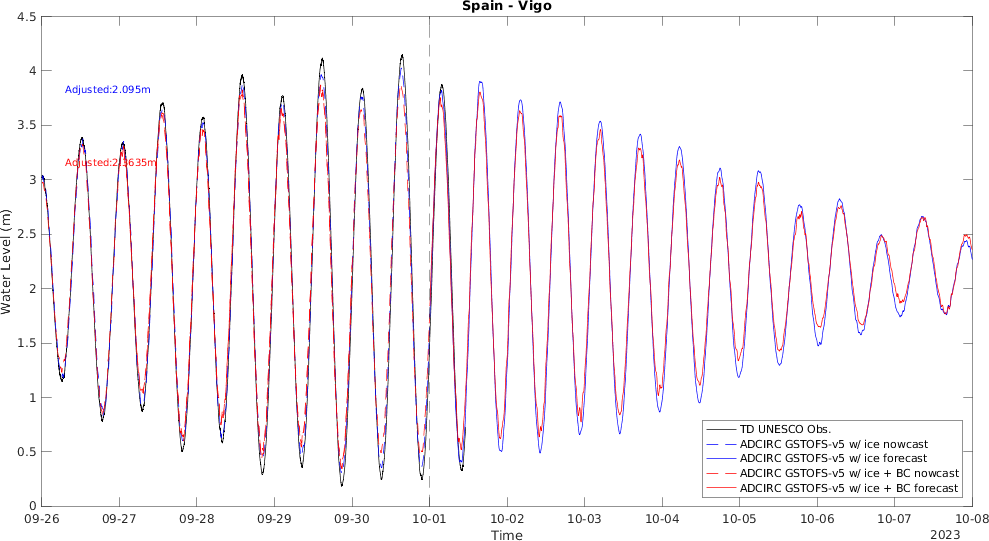 Spain - Vigo
4.5
4
3.5
3
2.5
2
1.5
1
0.5
0
Water Level (m)
Adjusted:2.095m
Adjusted:2.3635m
TD UNESCO Obs.
ADCIRC GSTOFS-v5 w/ ice nowcast
ADCIRC GSTOFS-v5 w/ ice forecast
ADCIRC GSTOFS-v5 w/ ice + BC nowcast
ADCIRC GSTOFS-v5 w/ ice + BC forecast
09-26 09-27 09-28 09-29 09-30 10-01 10-02 10-03 10-04 10-05 10-06 10-07 10-08
Time
2023